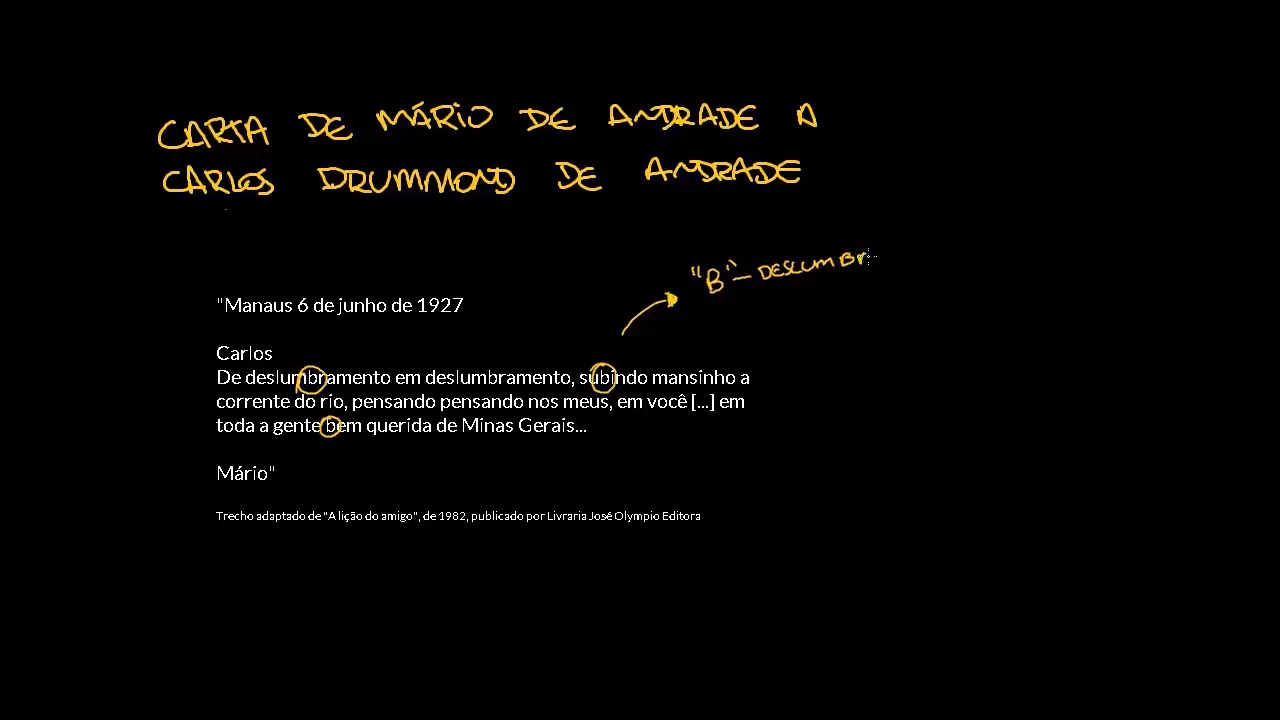 CARTA DE MÁRIO DE ANDRADE A
CARLOS DRUMMOND DE ANDRADE
"B" - DESLUMBR
"Manaus 6 de junho de 1927
Carlos
De deslumbramento em deslumbramento, subindo mansinho a
corrente do rio, pensando pensando nos meus, em você [...] em
toda a gente bem querida de Minas Gerais...
Mário"
Trecho adaptado de "A lição do amigo", de 1982, publicado por Livraria José Olympio Editora